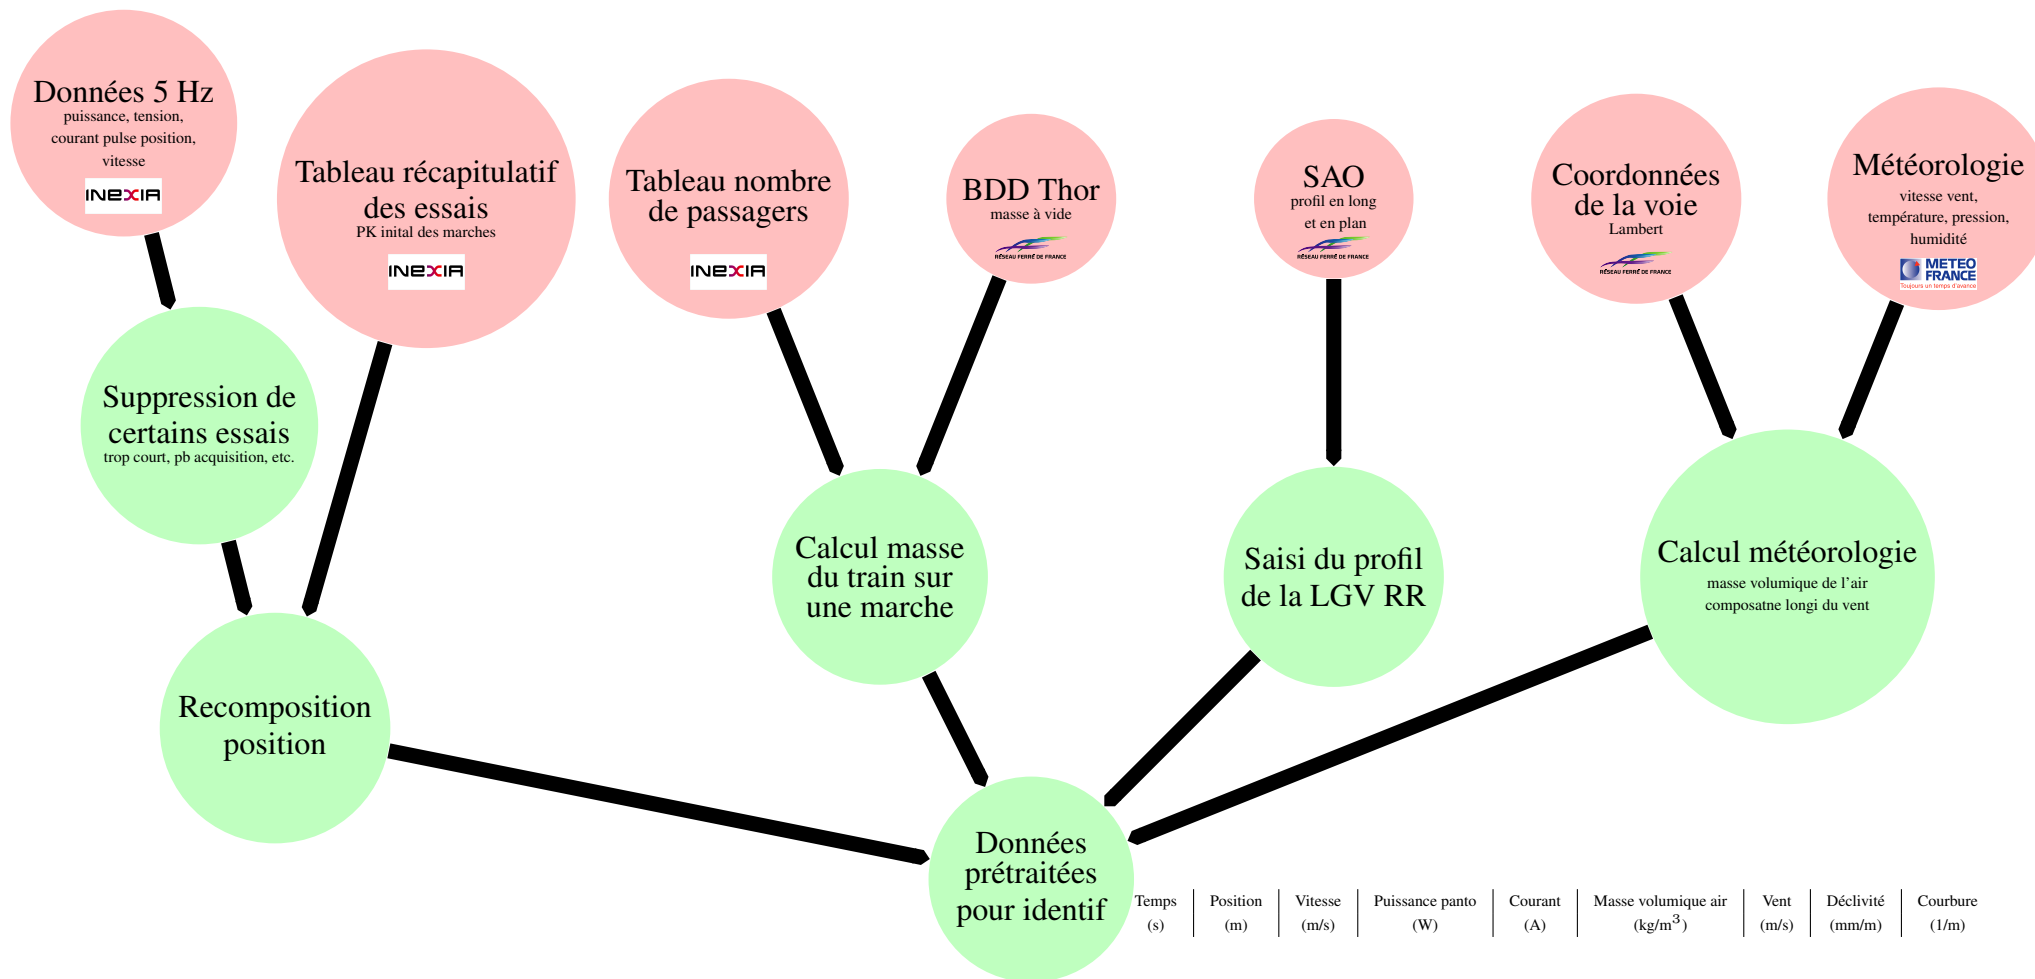 Données 5 Hz
puissance, tension,
courant pulse position,
vitesse
INEXIA
Tableau récapitulatif
des essais
PK inital des marches
INEXIA
Tableau nombre
de passagers
INEXIA
BDD Thor
masse à vide
RÉSEAU FERRÉ DE FRANCE
SAO
profil en long
et en plan
RÉSEAU FERRÉ DE FRANCE
Coordonnées
de la voie
Lambert
RÉSEAU FERRÉ DE FRANCE
Météorologie
vitesse vent,
température, pression,
humidité
METEO
FRANCE
Toujours un temps d'avance
Suppression de
certains essais
trop court, pb acquisition, etc.
Calcul masse
du train sur
une marche
Saisi du profil
de la LGV RR
Calcul météorologie
masse volumique de l'air
composatne longi du vent
Recomposition
position
Données
prétraitées
pour identif
Temps Position Vitesse Puissance panto Courant Masse volumique air Vent Déclivité Courbure
(s) (m) (m/s) (W) (A) (kg/m³) (m/s) (mm/m) (1/m)